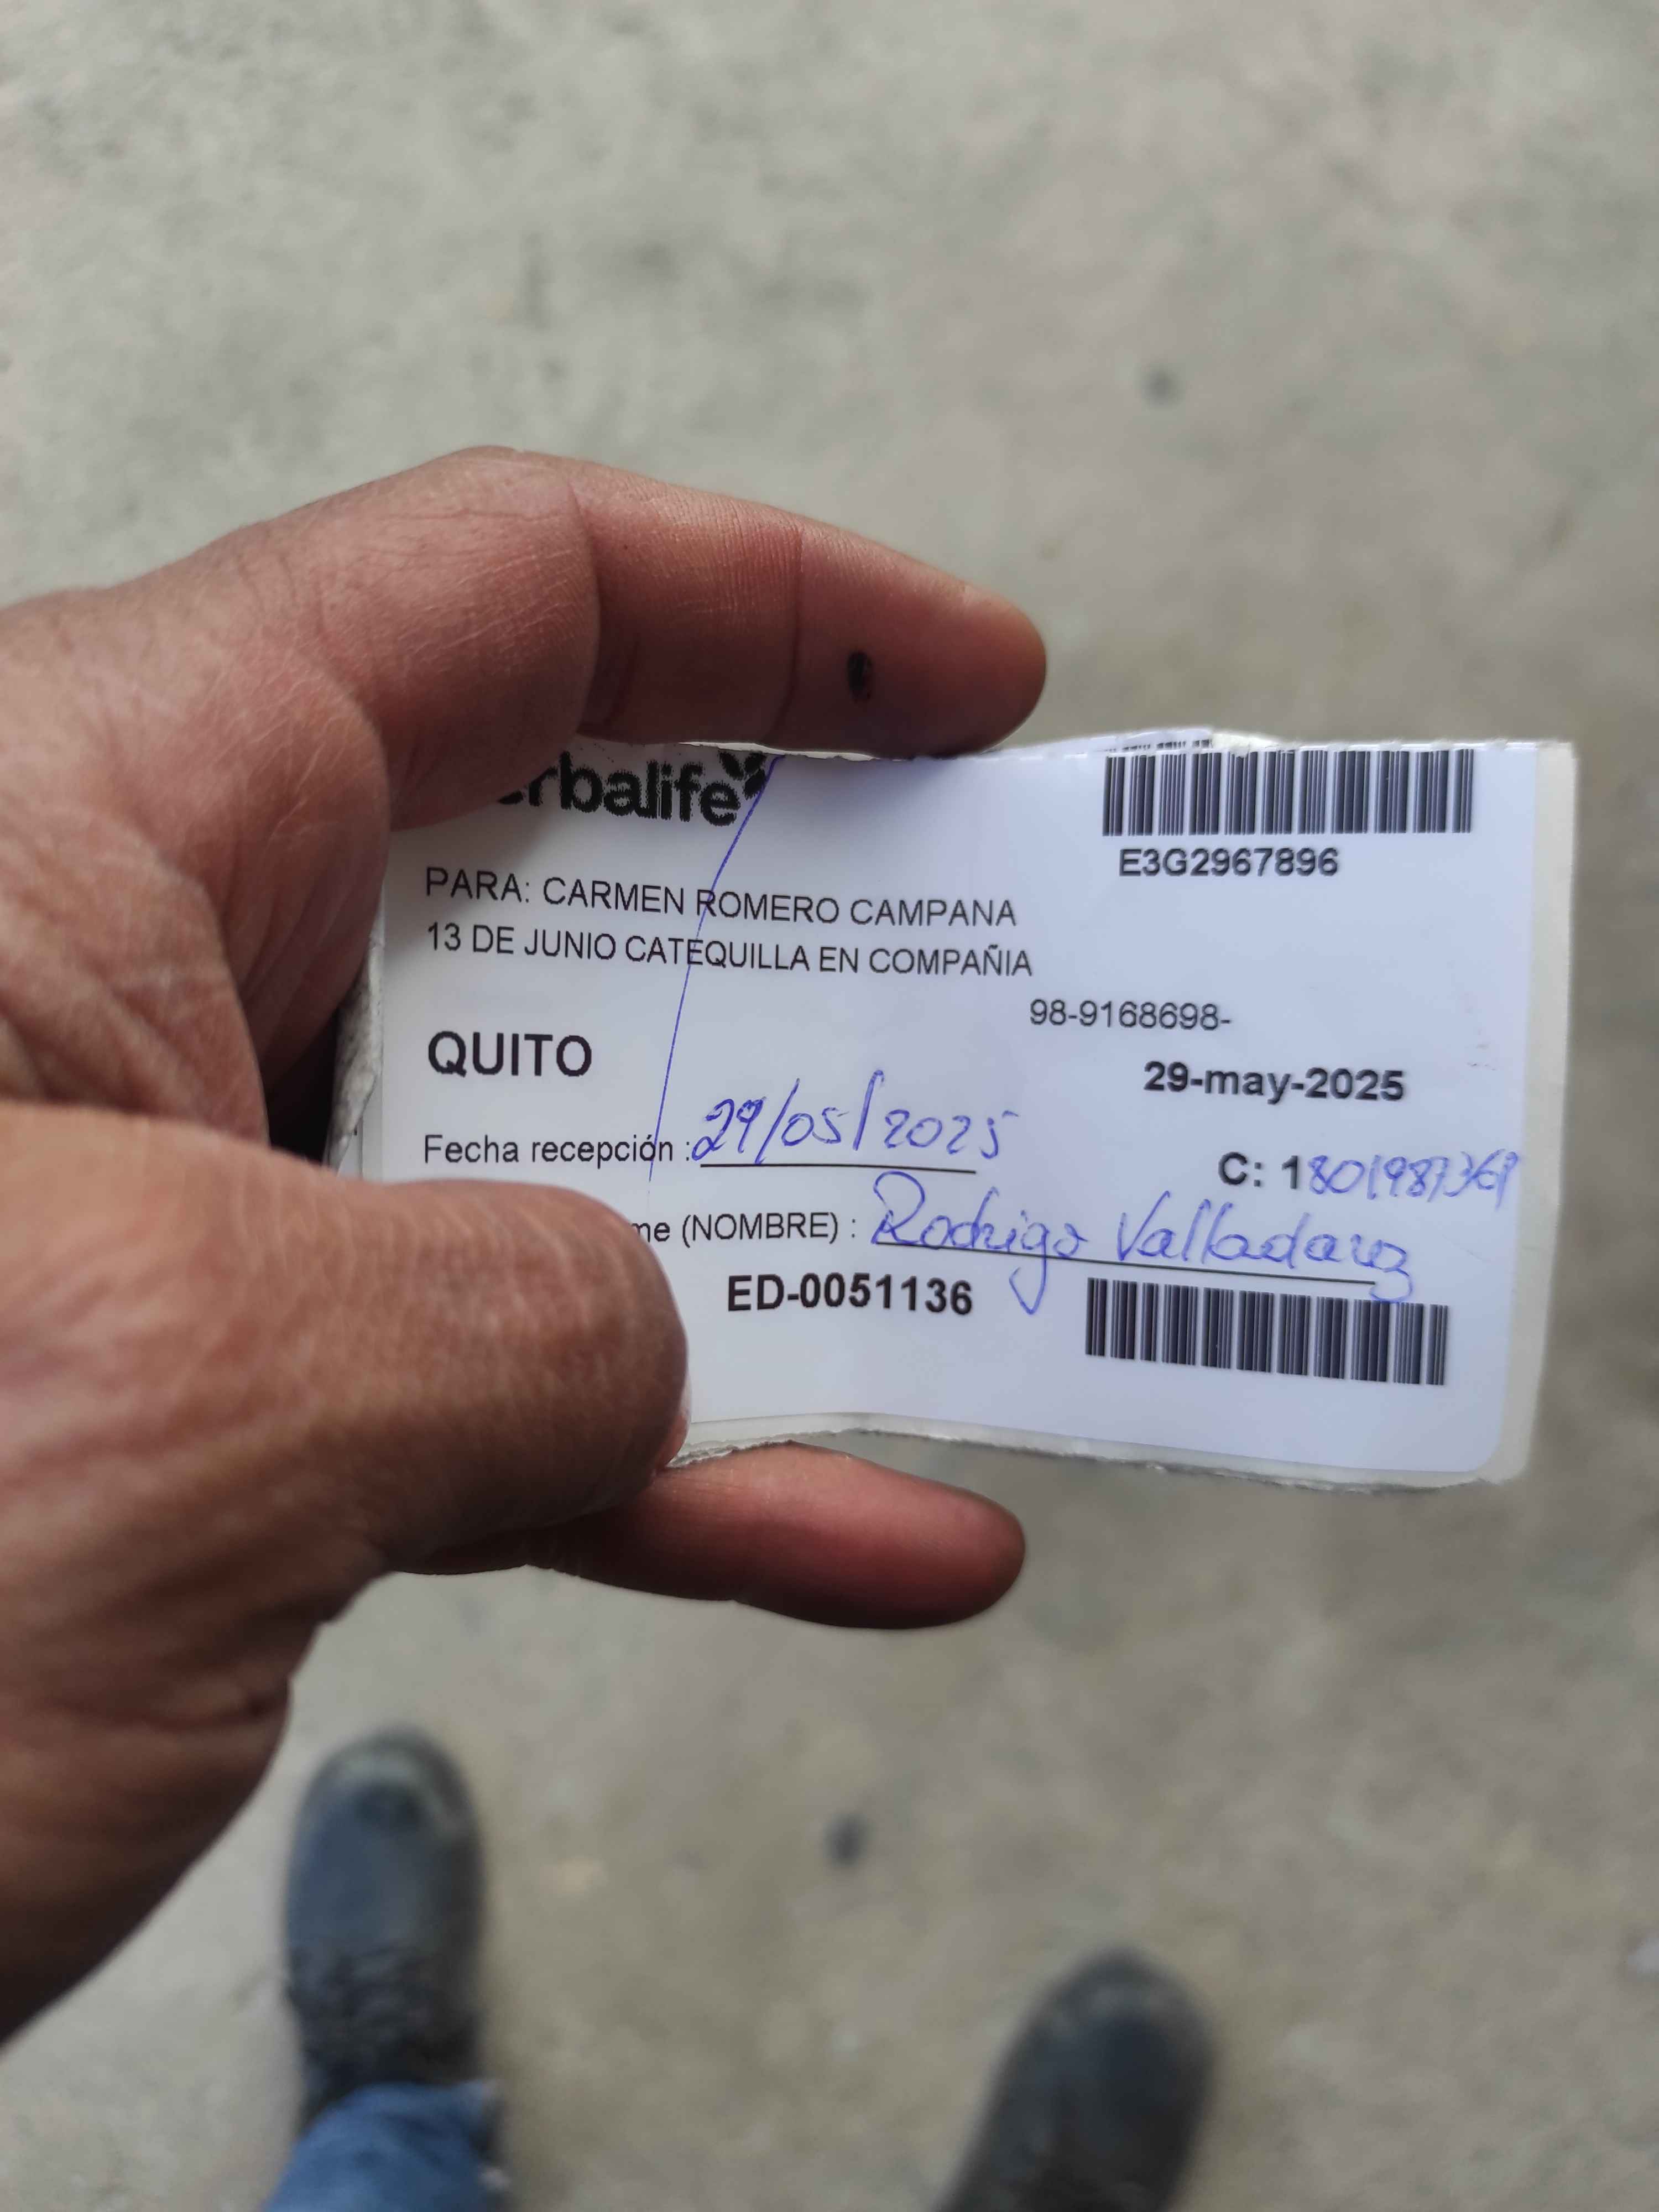 erbalife
E3G2967896
PARA: CARMEN ROMERO CAMPANA
13 DE JUNIO CATEQUILLA EN COMPAÑIA
98-9168698-
QUITO
29-may-2025
Fecha recepción : 29/05/2025
C: 1801987369
me (NOMBRE) : Rodrigo Valladarez
ED-0051136